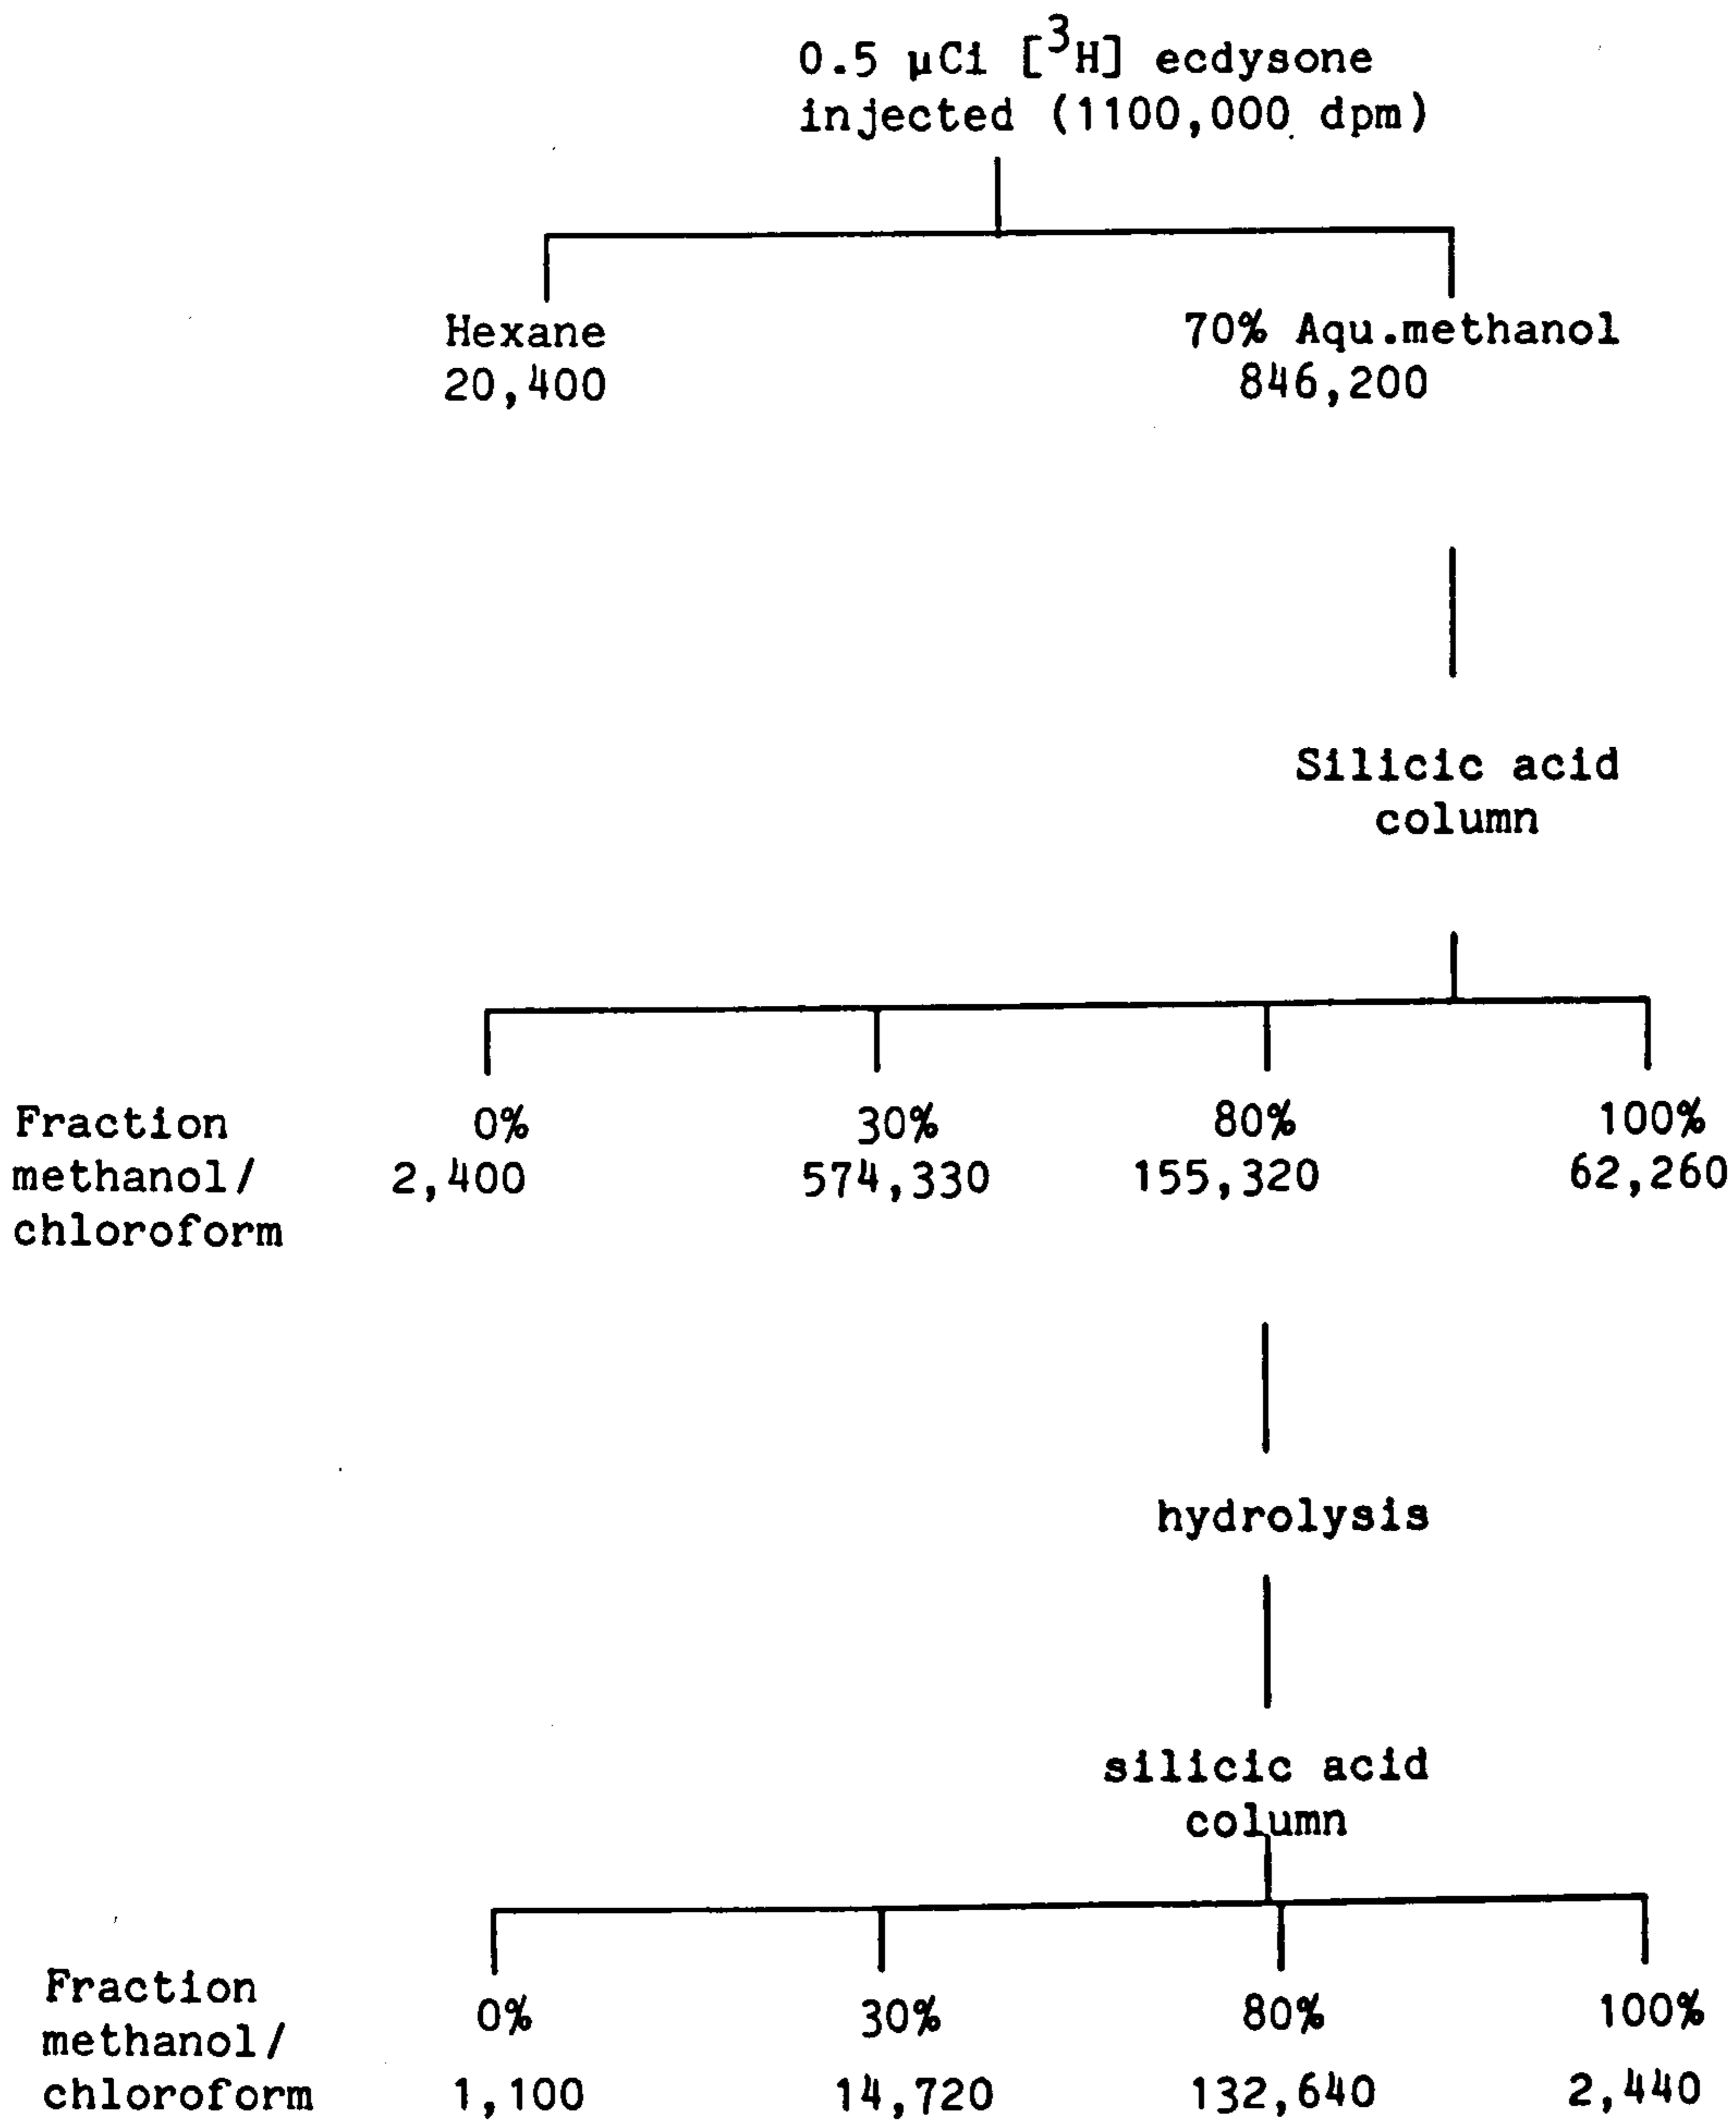 0.5 µCi [³H] ecdysone
injected (1100,000 dpm)
Hexane
20,400
70% Aqu.methanol
846,200
Silicic acid
column
Fraction 0% 30% 80% 100%
methanol/ 2,400 574,330 155,320 62,260
chloroform
hydrolysis
silicic acid
column
Fraction
methanol/ 0% 30% 80% 100%
chloroform 1,100 14,720 132,640 2,440